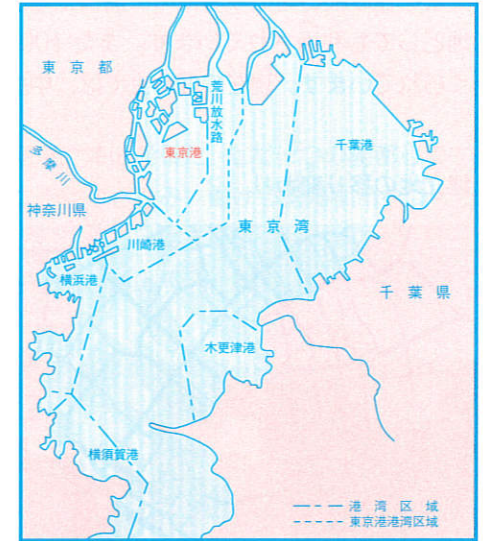 東京都
荒川放水路
東京港
千葉港
多摩川
神奈川県
東京湾
川崎港
横浜港
千葉県
木更津港
横須賀港
港湾区域
東京港港湾区域